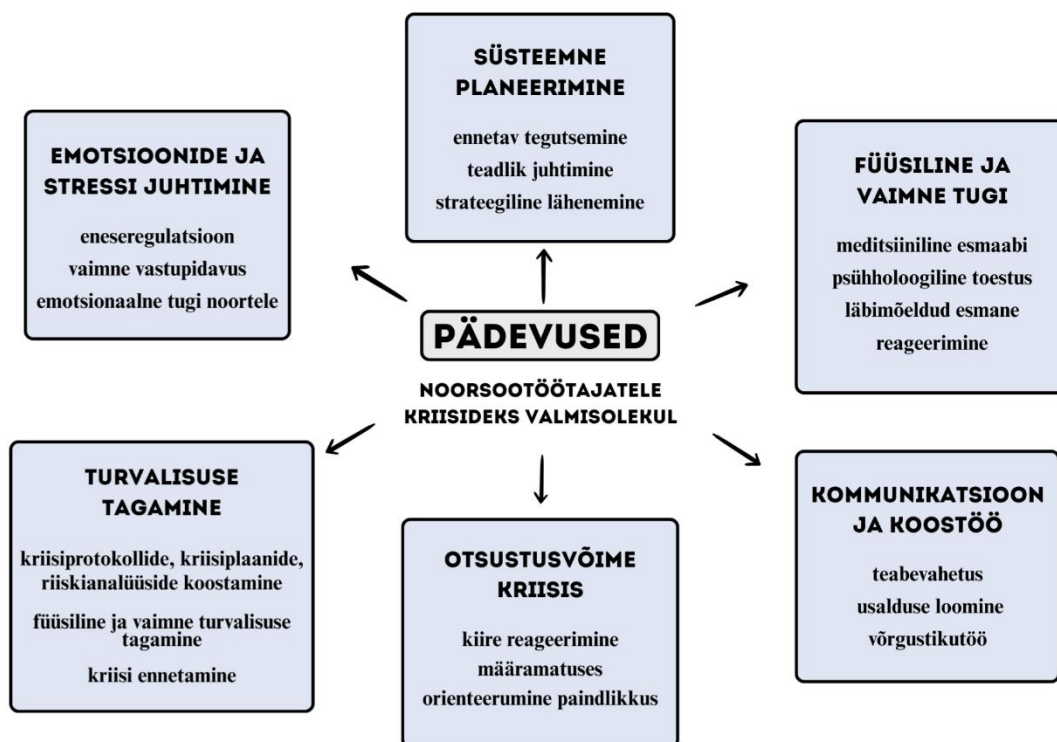 SÜSTEEMNE
PLANEERIMINE
ennetav tegutsemine
teadlik juhtimine
strateegiline lähenemine
EMOTSIOONIDE JA
STRESSI JUHTIMINE
eneseregulatsioon
vaimne vastupidavus
emotsionaalne tugi noortele
FÜÜSILINE JA
VAIMNE TUGI
meditsiiniline esmaabi
psühholoogiline toestus
läbimõeldud esmane
reageerimine
PÄDEVUSED
NOORSOOTÖÖTAJATELE
KRIISIDEKS VALMISOLEKUL
TURVALISUSE
TAGAMINE
kriisiprotokollide, kriisiplaanide,
riiskianalüüside koostamine
füüsiline ja vaimne turvalisuse
tagamine
kriisi ennetamine
OTSUSTUSVÕIME
KRIISIS
kiire reageerimine
määramatuses
orienteerumine paindlikkus
KOMMUNIKATSIOON
JA KOOSTÖÖ
teabevahetus
usalduse loomine
võrgustikutöö